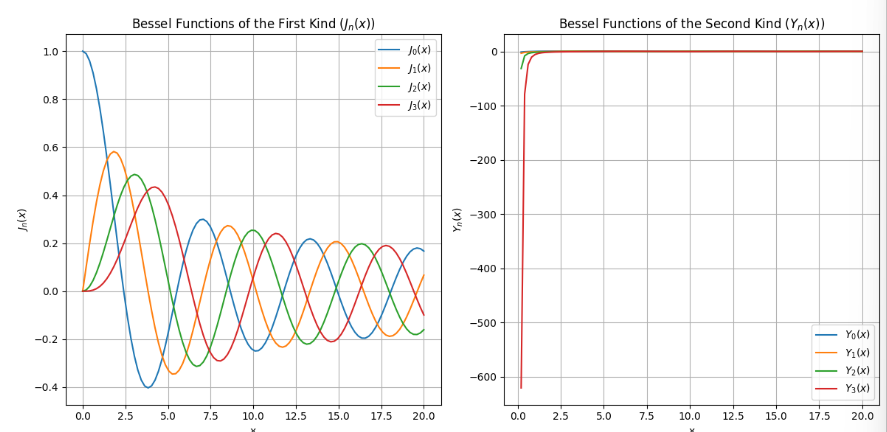 Bessel Functions of the First Kind (Jₙ(x))
1.0
0.8
0.6
0.4
0.2
0.0
−0.2
−0.4
Jₙ(x)
J₀(x)
J₁(x)
J₂(x)
J₃(x)
0.0 2.5 5.0 7.5 10.0 12.5 15.0 17.5 20.0
x
Bessel Functions of the Second Kind (Yₙ(x))
0
−100
−200
−300
−400
−500
−600
Yₙ(x)
Y₀(x)
Y₁(x)
Y₂(x)
Y₃(x)
0.0 2.5 5.0 7.5 10.0 12.5 15.0 17.5 20.0
x